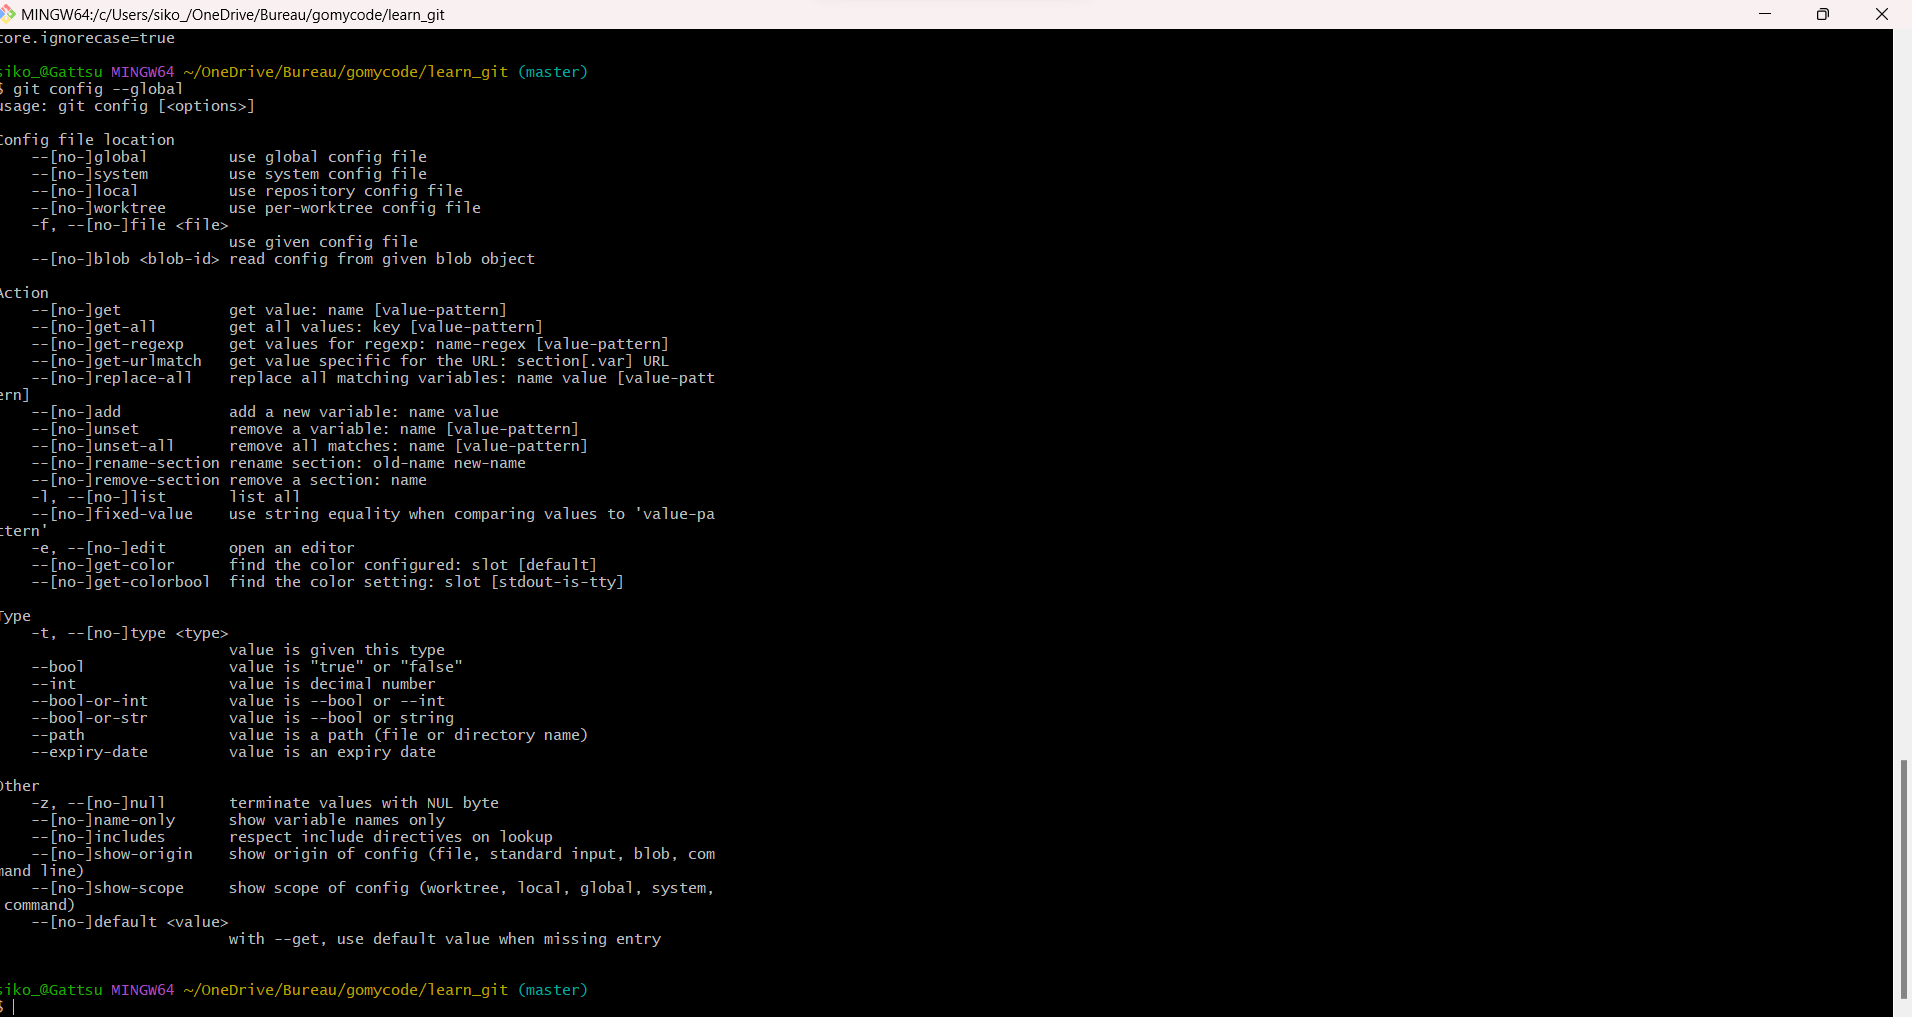 MINGW64:/c/Users/siko_/OneDrive/Bureau/gomycode/learn_git
core.ignorecase=true
siko_@Gattsu MINGW64 ~/OneDrive/Bureau/gomycode/learn_git (master)
$ git config --global
usage: git config [<options>]
Config file location
--[no-]global use global config file
--[no-]system use system config file
--[no-]local use repository config file
--[no-]worktree use per-worktree config file
-f, --[no-]file <file>
use given config file
--[no-]blob <blob-id> read config from given blob object
Action
--[no-]get get value: name [value-pattern]
--[no-]get-all get all values: key [value-pattern]
--[no-]get-regexp get values for regexp: name-regex [value-pattern]
--[no-]get-urlmatch get value specific for the URL: section[.var] URL
--[no-]replace-all replace all matching variables: name value [value-patt
ern]
--[no-]add add a new variable: name value
--[no-]unset remove a variable: name [value-pattern]
--[no-]unset-all remove all matches: name [value-pattern]
--[no-]rename-section rename section: old-name new-name
--[no-]remove-section remove a section: name
-l, --[no-]list list all
--[no-]fixed-value use string equality when comparing values to 'value-pa
ttern'
-e, --[no-]edit open an editor
--[no-]get-color find the color configured: slot [default]
--[no-]get-colorbool find the color setting: slot [stdout-is-tty]
Type
-t, --[no-]type <type>
value is given this type
--bool value is "true" or "false"
--int value is decimal number
--bool-or-int value is --bool or --int
--bool-or-str value is --bool or string
--path value is a path (file or directory name)
--expiry-date value is an expiry date
Other
-z, --[no-]null terminate values with NUL byte
--[no-]name-only show variable names only
--[no-]includes respect include directives on lookup
--[no-]show-origin show origin of config (file, standard input, blob, com
mand line)
--[no-]show-scope show scope of config (worktree, local, global, system,
command)
--[no-]default <value>
with --get, use default value when missing entry
siko_@Gattsu MINGW64 ~/OneDrive/Bureau/gomycode/learn_git (master)
$